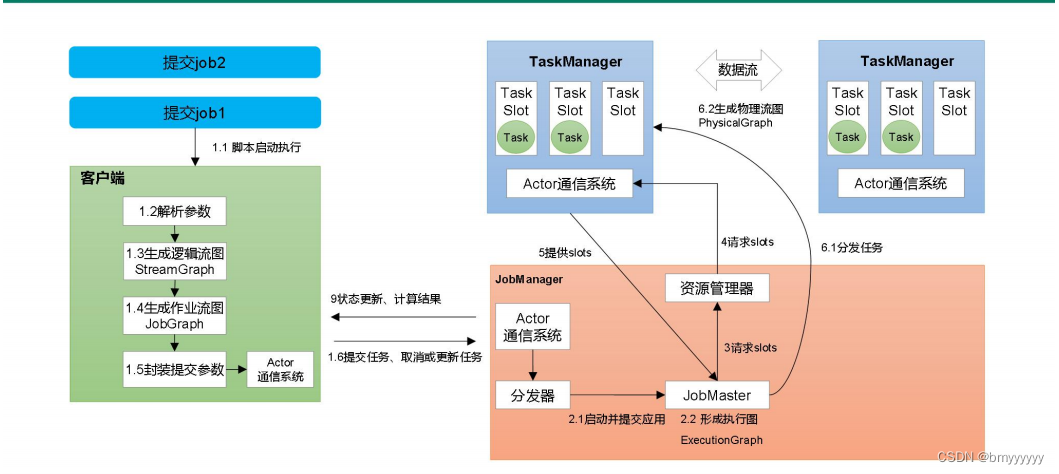 提交job2
提交job1
1.1 脚本启动执行
客户端
1.2解析参数
1.3生成逻辑流图
StreamGraph
1.4生成作业流图
JobGraph
1.5封装提交参数
Actor
通信系统
9状态更新、计算结果
1.6提交任务、取消或更新任务
TaskManager
Task
Slot
Task
Task
Slot
Task
Task
Slot
Actor通信系统
数据流
6.2生成物理流图
PhysicalGraph
TaskManager
Task
Slot
Task
Task
Slot
Task
Task
Slot
Actor通信系统
5提供slots
4请求slots
6.1分发任务
JobManager
Actor
通信系统
资源管理器
3请求slots
分发器
JobMaster
2.1启动并提交应用
2.2 形成执行图
ExecutionGraph
CSDN @bmyyyyyy